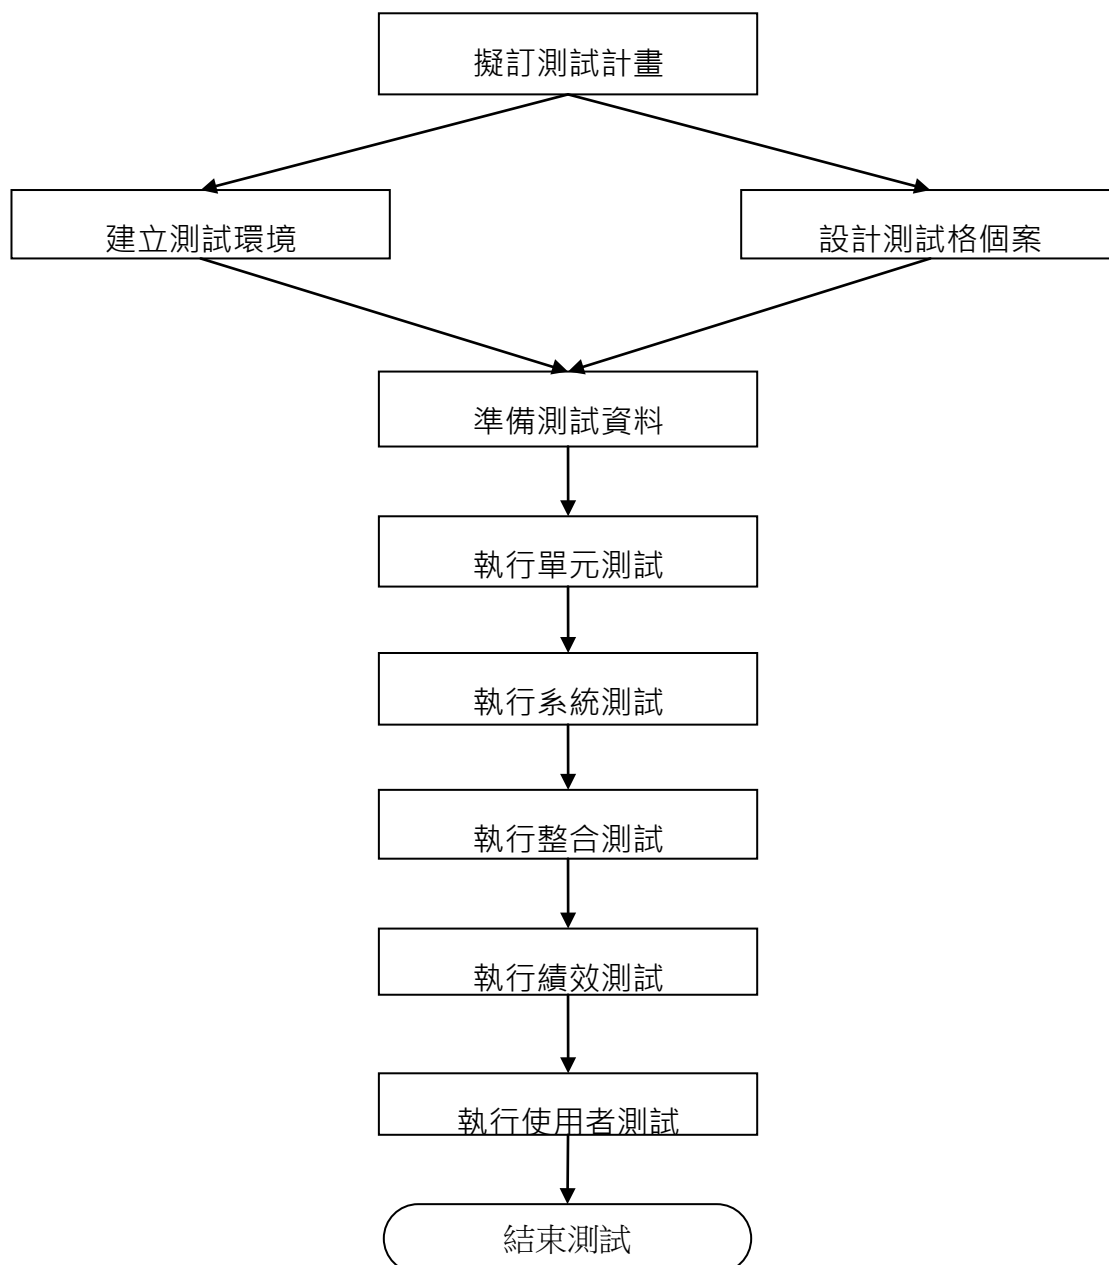 擬訂測試計畫
建立測試環境
設計測試格個案
準備測試資料
執行單元測試
執行系統測試
執行整合測試
執行績效測試
執行使用者測試
結束測試